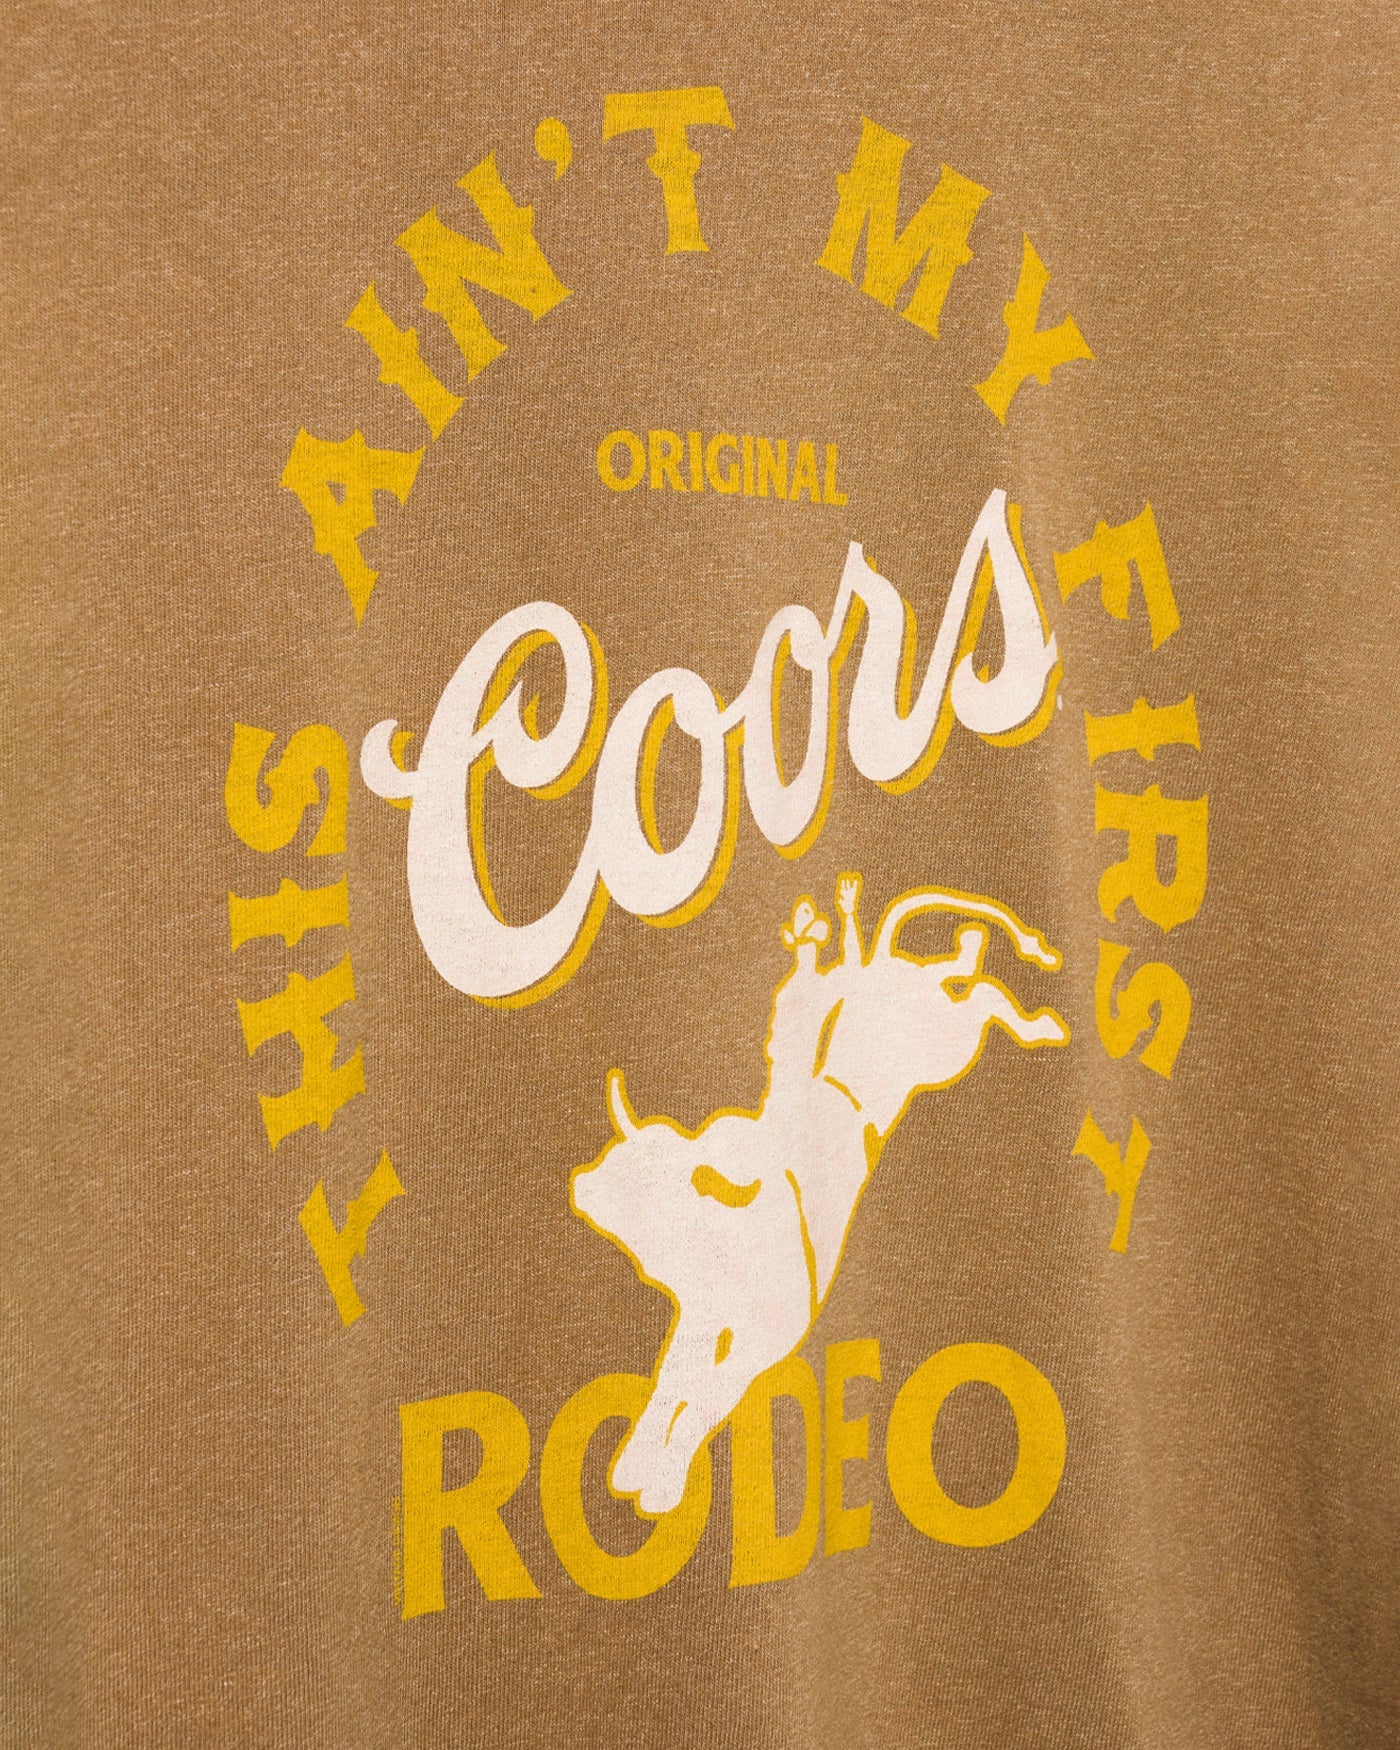 THIS AIN'T MY FIRST
ORIGINAL
Coors
RODEO